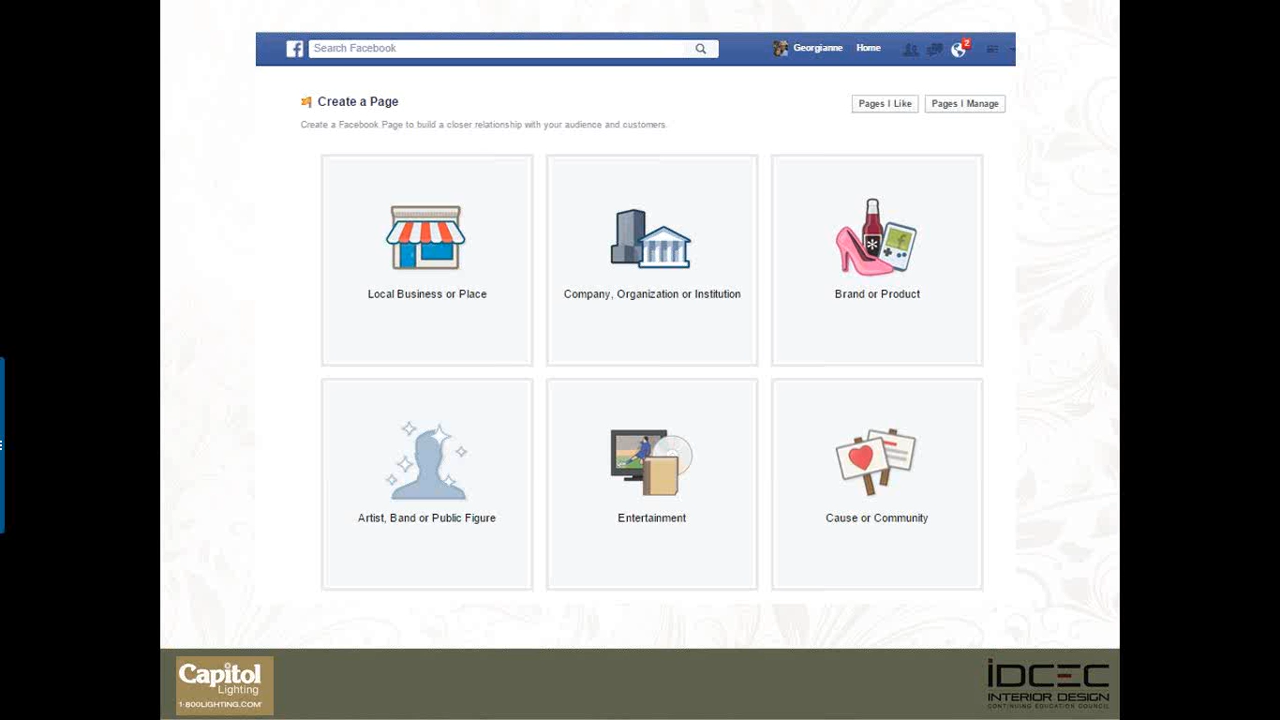 Search Facebook
Georgianne
Home
2
Create a Page
Pages I Like
Pages I Manage
Create a Facebook Page to build a closer relationship with your audience and customers.
Local Business or Place
Company, Organization or Institution
Brand or Product
Artist, Band or Public Figure
Entertainment
Cause or Community
Capitol
Lighting
1-800LIGHTING.COM
IDCEC
INTERIOR DESIGN
CONTINUING EDUCATION COUNCIL